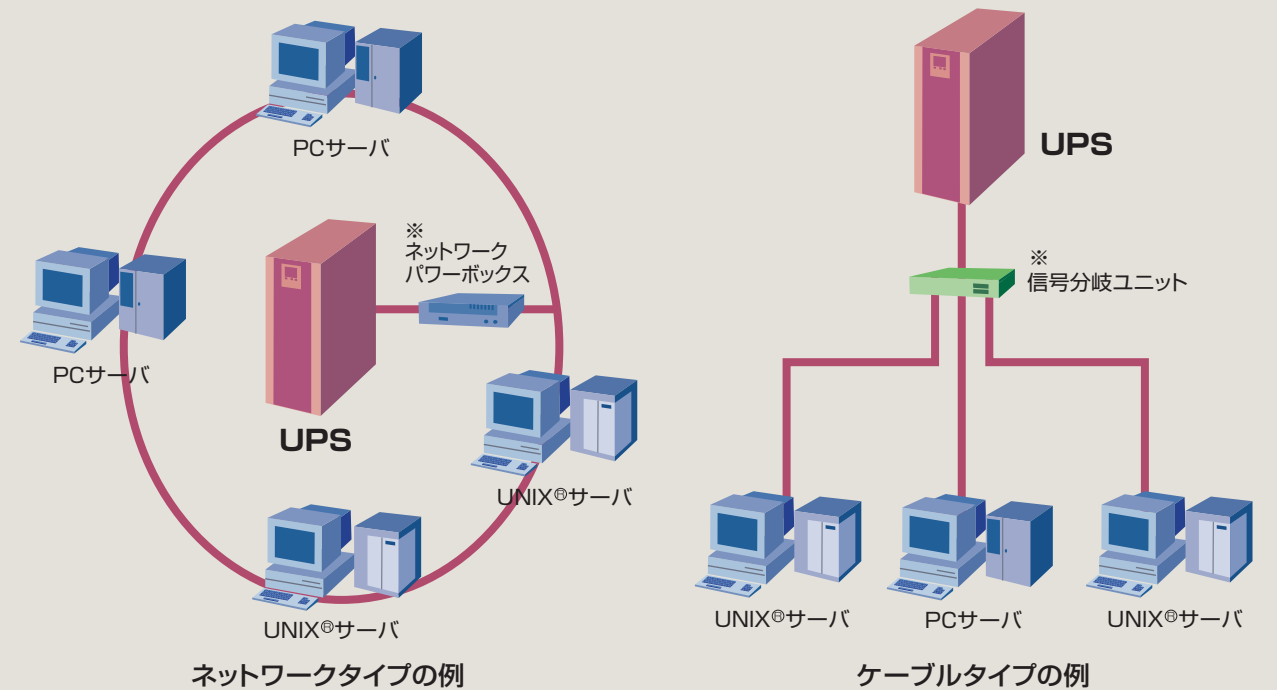 PCサーバ
※
ネットワーク
パワーボックス
PCサーバ
UPS
UNIX®サーバ
UNIX®サーバ
ネットワークタイプの例
UPS
※
信号分岐ユニット
UNIX®サーバ
PCサーバ
UNIX®サーバ
ケーブルタイプの例